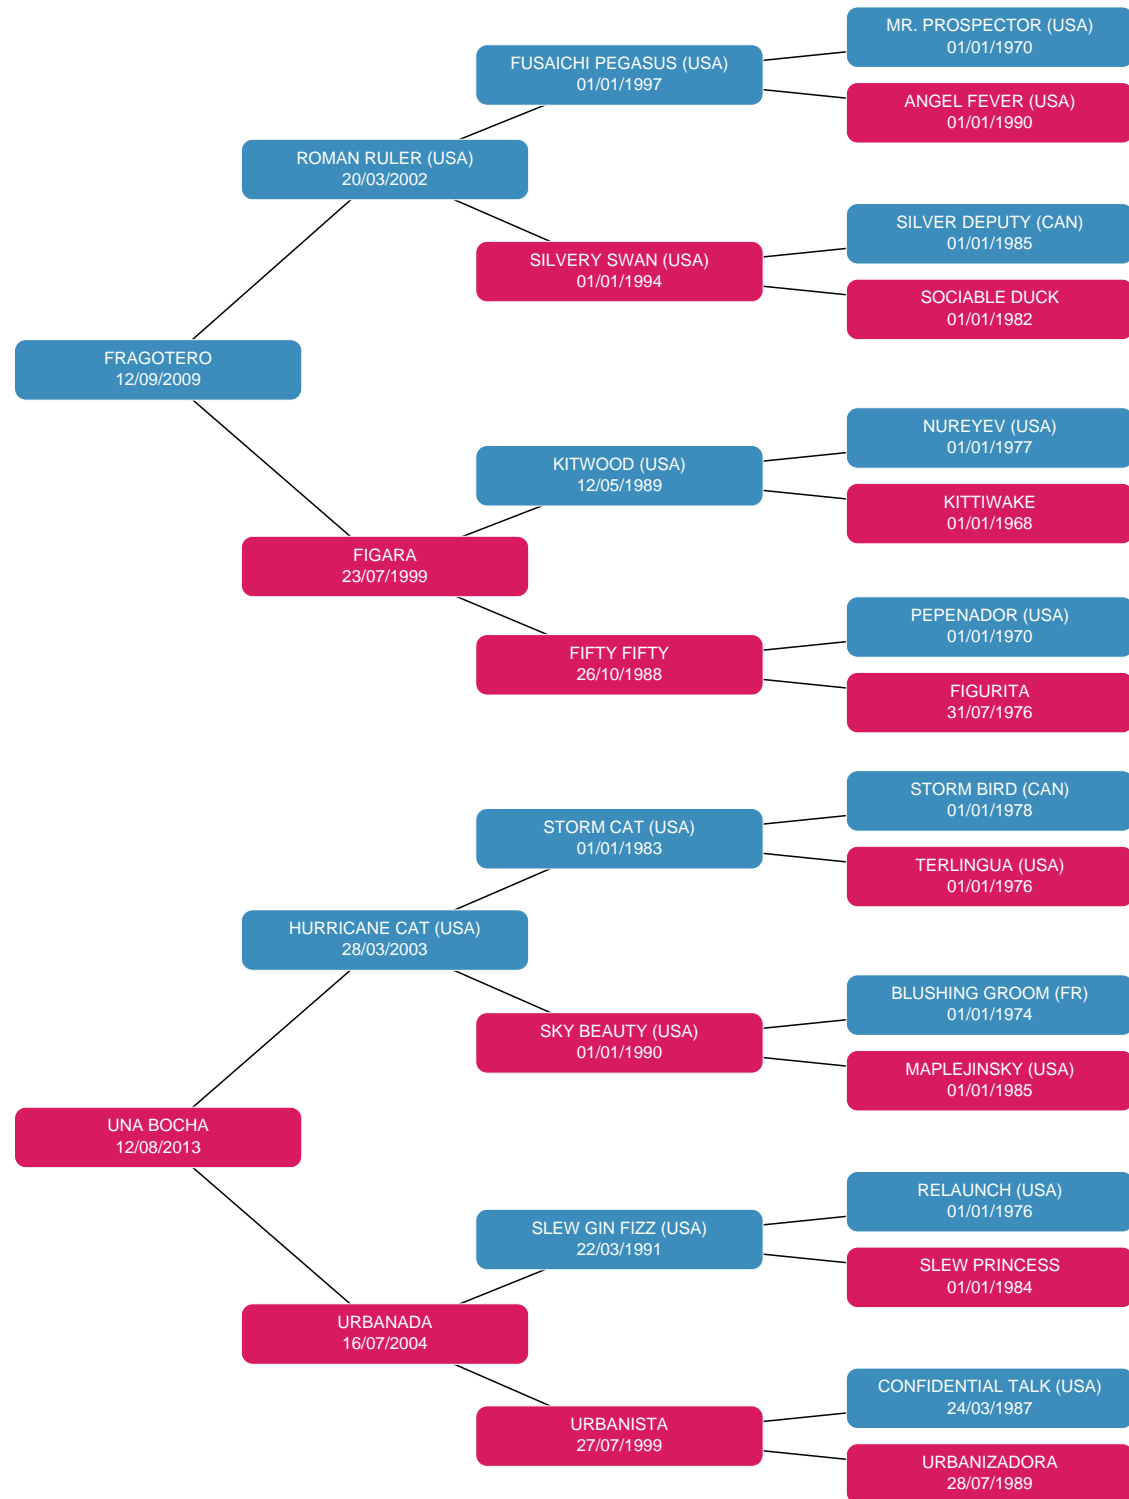 MR. PROSPECTOR (USA)
01/01/1970
FUSAICHI PEGASUS (USA)
01/01/1997
ANGEL FEVER (USA)
01/01/1990
ROMAN RULER (USA)
20/03/2002
SILVER DEPUTY (CAN)
01/01/1985
SILVERY SWAN (USA)
01/01/1994
SOCIABLE DUCK
01/01/1982
FRAGOTERO
12/09/2009
NUREYEV (USA)
01/01/1977
KITWOOD (USA)
12/05/1989
KITTIWAKE
01/01/1968
FIGARA
23/07/1999
PEPENADOR (USA)
01/01/1970
FIFTY FIFTY
26/10/1988
FIGURITA
31/07/1976
STORM BIRD (CAN)
01/01/1978
STORM CAT (USA)
01/01/1983
TERLINGUA (USA)
01/01/1976
HURRICANE CAT (USA)
28/03/2003
BLUSHING GROOM (FR)
01/01/1974
SKY BEAUTY (USA)
01/01/1990
MAPLEJINSKY (USA)
01/01/1985
UNA BOCHA
12/08/2013
RELAUNCH (USA)
01/01/1976
SLEW GIN FIZZ (USA)
22/03/1991
SLEW PRINCESS
01/01/1984
URBANADA
16/07/2004
CONFIDENTIAL TALK (USA)
24/03/1987
URBANISTA
27/07/1999
URBANIZADORA
28/07/1989